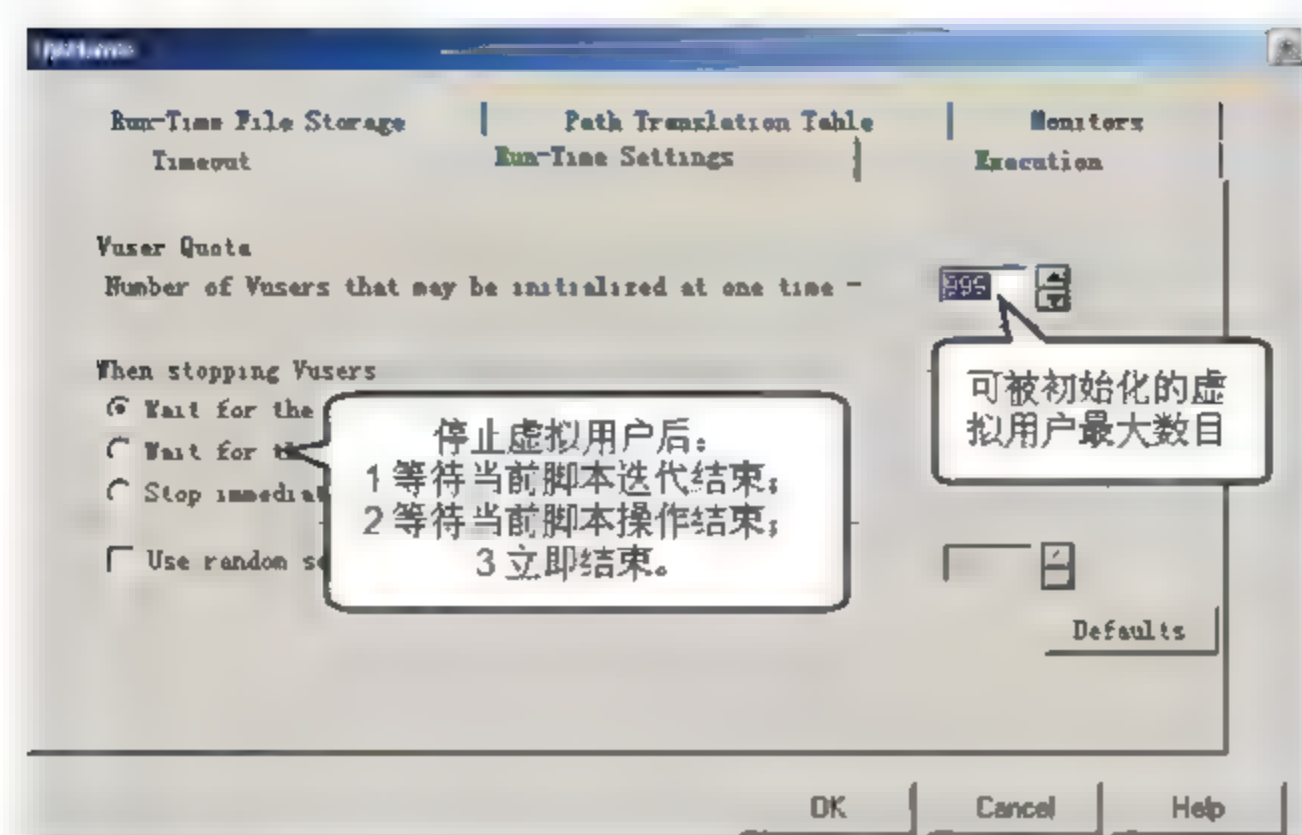 Options
Run-Time File Storage Path Translation Table Monitors
Timeout Run-Time Settings Execution
Vuser Quota
Number of Vusers that may be initialized at one time -
999
可被初始化的虚
拟用户最大数目
When stopping Vusers
Wait for the
Wait for
Stop
Use random
停止虚拟用户后:
1 等待当前脚本迭代结束;
2 等待当前脚本操作结束;
3 立即结束。
Defaults
OK Cancel Help